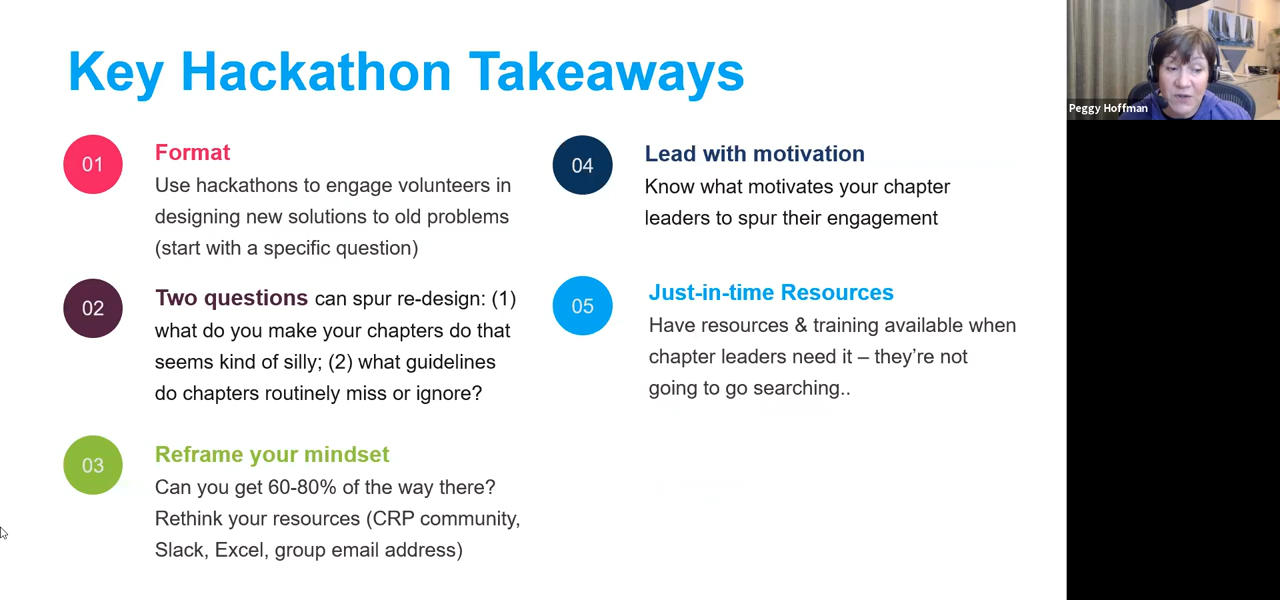 Key Hackathon Takeaways
01
Format
Use hackathons to engage volunteers in
designing new solutions to old problems
(start with a specific question)
02
Two questions can spur re-design: (1)
what do you make your chapters do that
seems kind of silly; (2) what guidelines
do chapters routinely miss or ignore?
03
Reframe your mindset
Can you get 60-80% of the way there?
Rethink your resources (CRP community,
Slack, Excel, group email address)
04
Lead with motivation
Know what motivates your chapter
leaders to spur their engagement
05
Just-in-time Resources
Have resources & training available when
chapter leaders need it – they’re not
going to go searching..
Peggy Hoffman